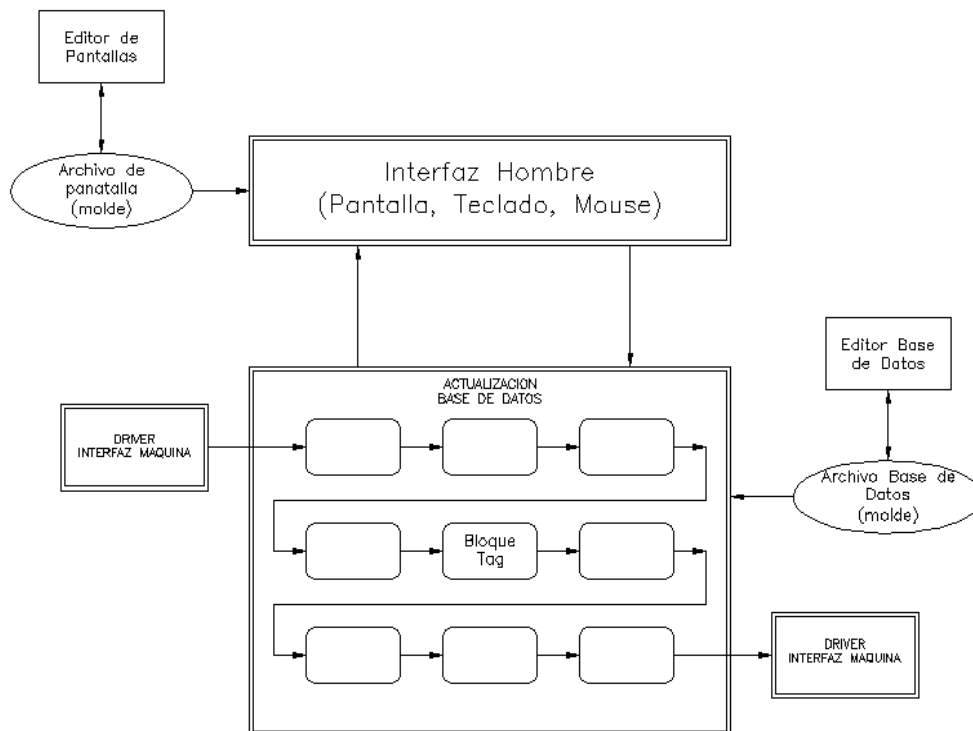 Editor de
Pantallas
Archivo de
panatalla
(molde)
Interfaz Hombre
(Pantalla, Teclado, Mouse)
Editor Base
de Datos
ACTUALIZACION
BASE DE DATOS
DRIVER
INTERFAZ MAQUINA
Archivo Base de
Datos
(molde)
Bloque
Tag
DRIVER
INTERFAZ MAQUINA